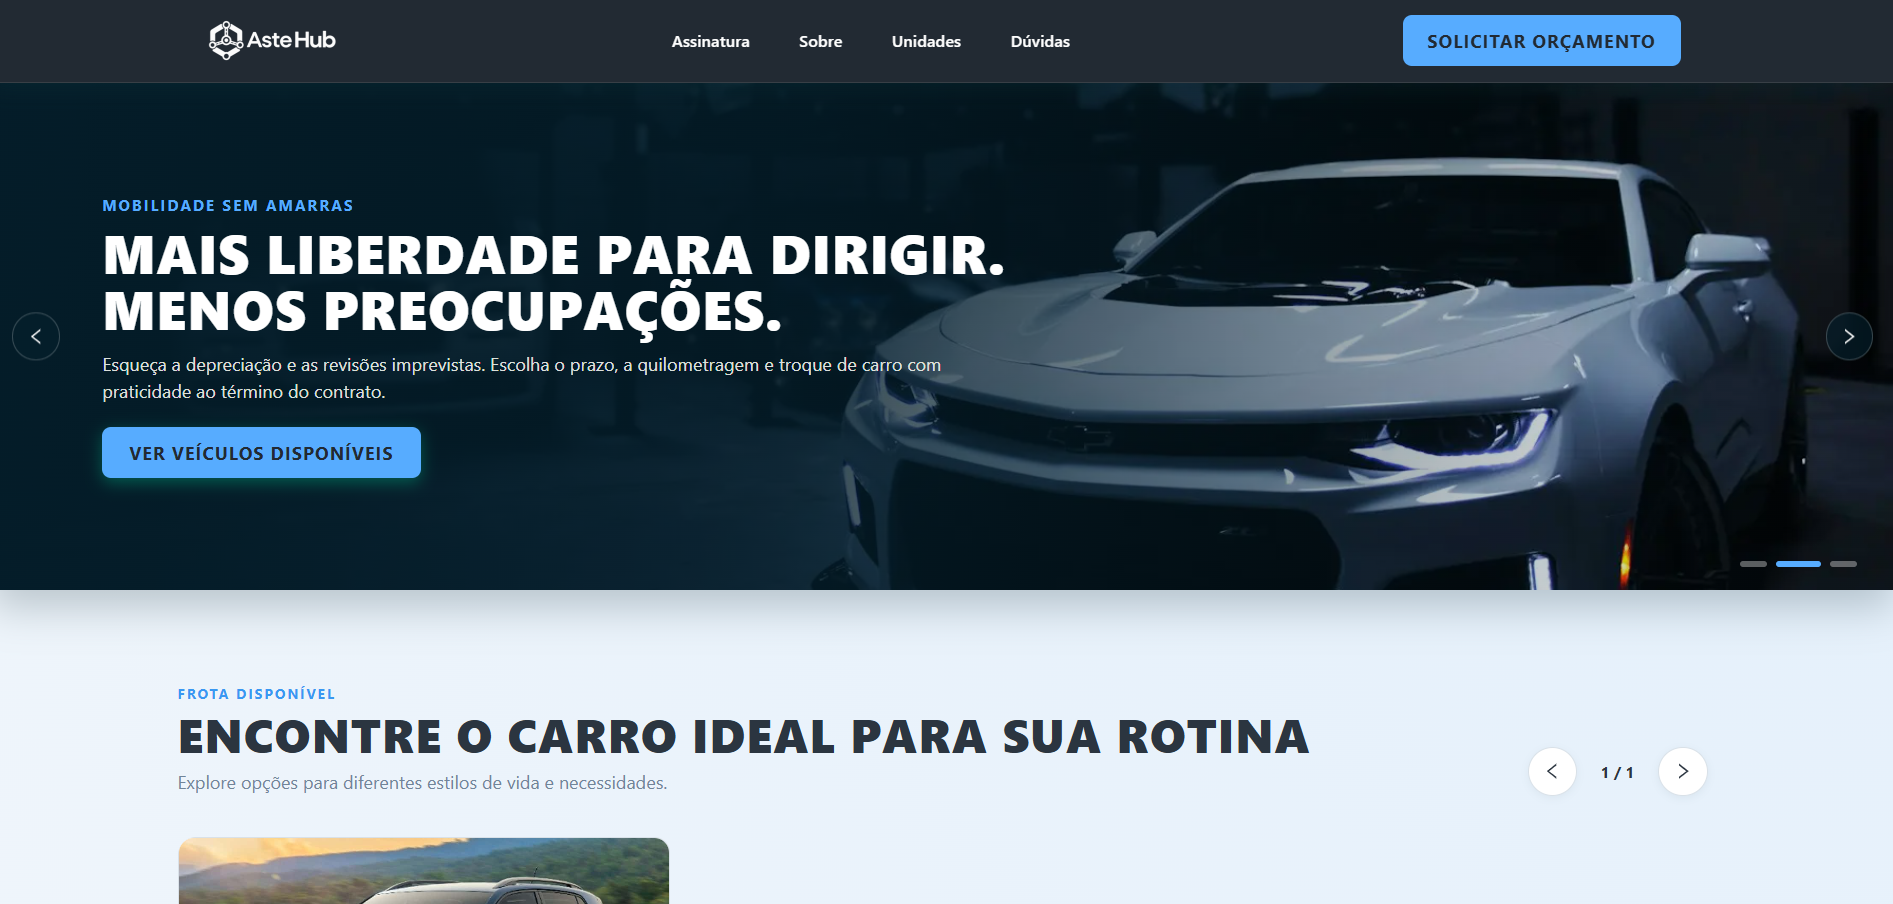 Aste Hub
Assinatura
Sobre
Unidades
Dúvidas
SOLICITAR ORÇAMENTO
MOBILIDADE SEM AMARRAS
MAIS LIBERDADE PARA DIRIGIR.
MENOS PREOCUPAÇÕES.
Esqueça a depreciação e as revisões imprevistas. Escolha o prazo, a quilometragem e troque de carro com
praticidade ao término do contrato.
VER VEÍCULOS DISPONÍVEIS
FROTA DISPONÍVEL
ENCONTRE O CARRO IDEAL PARA SUA ROTINA
Explore opções para diferentes estilos de vida e necessidades.
1 / 1